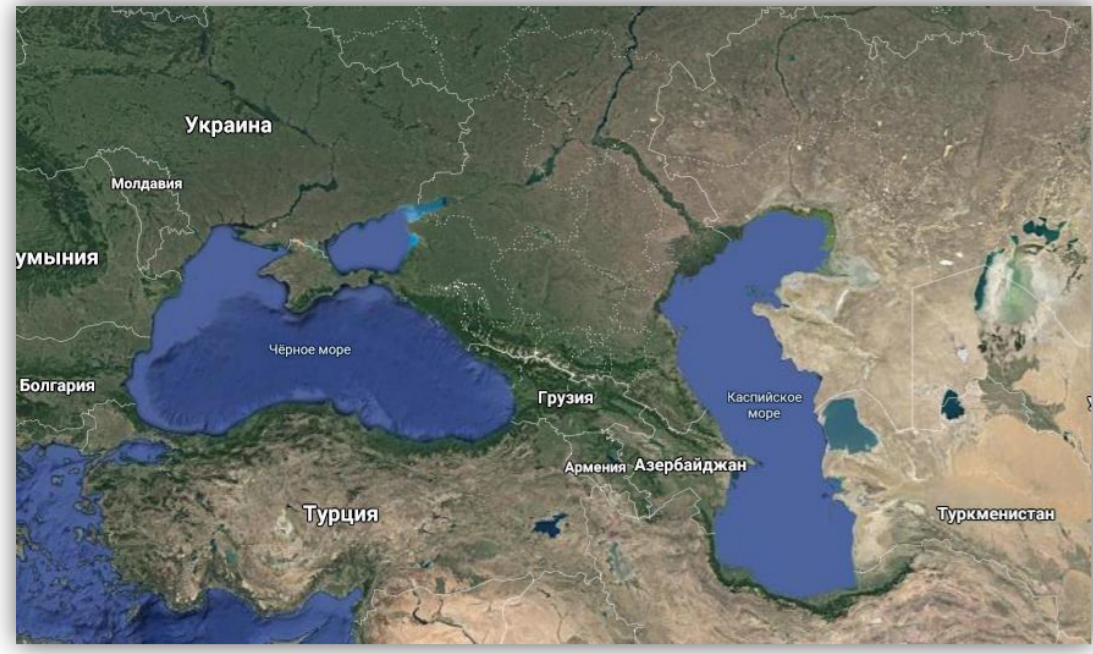 Украина
Молдавия
умыния
Чёрное море
Болгария
Грузия
Каспийское
море
Армения
Азербайджан
Турция
Туркменистан